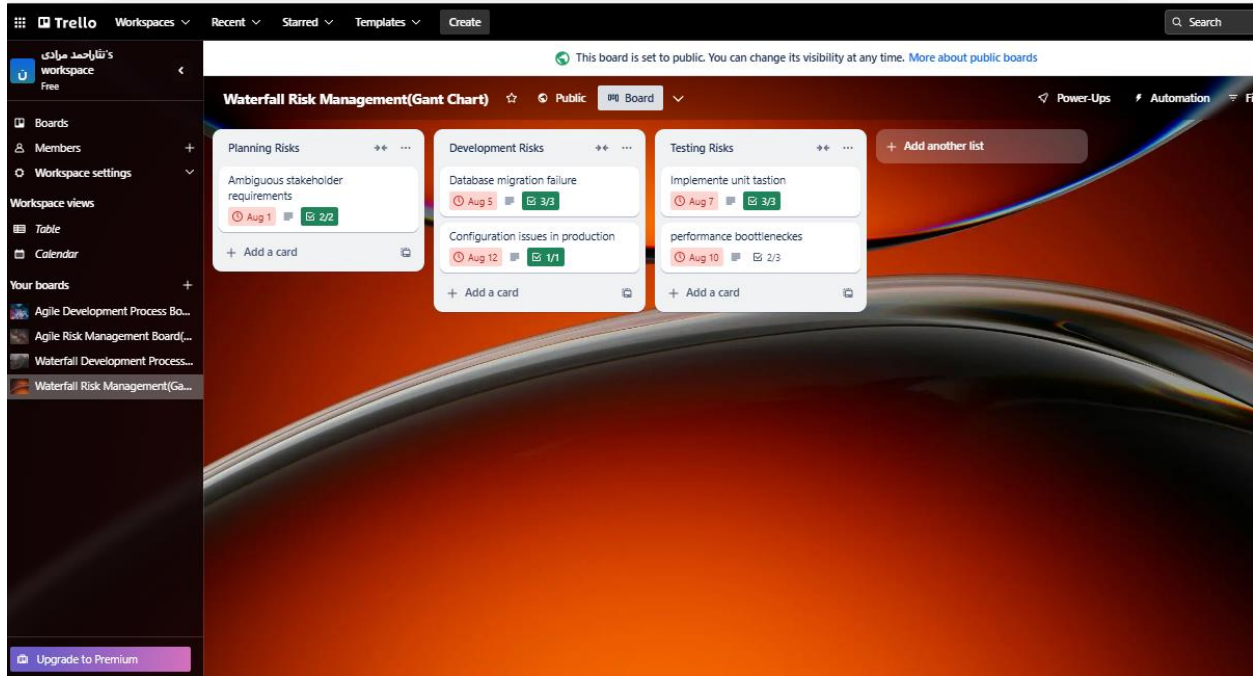 Trello Workspaces Recent Starred Templates Create Search
نثاراحمد مرادی's
workspace
Free
ن
This board is set to public. You can change its visibility at any time. More about public boards
Waterfall Risk Management(Gant Chart) Public Board Power-Ups Automation Fi
Boards
Members
Workspace settings
Workspace views
Table
Calendar
Your boards
Agile Development Process Bo...
Agile Risk Management Board(...
Waterfall Development Process...
Waterfall Risk Management(Ga...
Upgrade to Premium
Planning Risks
Ambiguous stakeholder
requirements
Aug 1 2/2
Add a card
Development Risks
Database migration failure
Aug 5 3/3
Configuration issues in production
Aug 12 1/1
Add a card
Testing Risks
Implemente unit tastion
Aug 7 3/3
performance boottleneckes
Aug 10 2/3
Add a card
Add another list